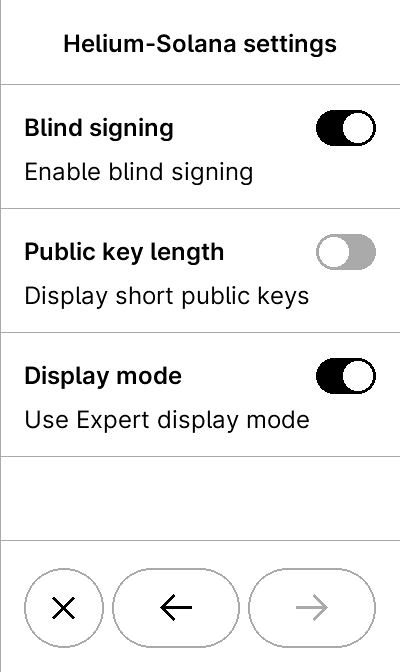 Helium-Solana settings
Blind signing
Enable blind signing
Public key length
Display short public keys
Display mode
Use Expert display mode